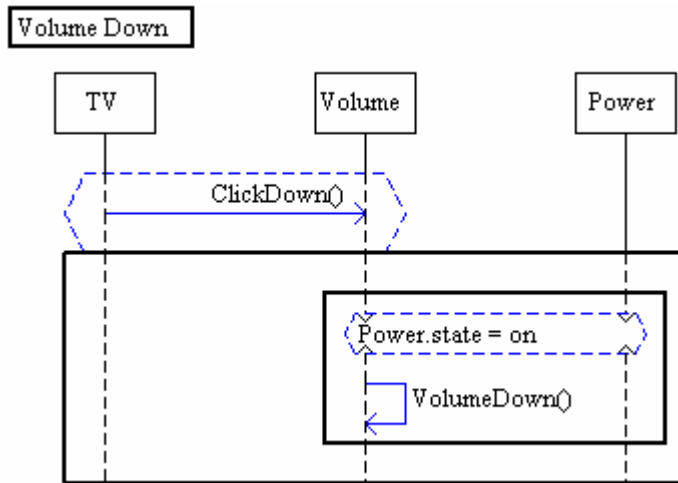 Volume Down
TV
Volume
Power
ClickDown()
Power.state = on
VolumeDown()